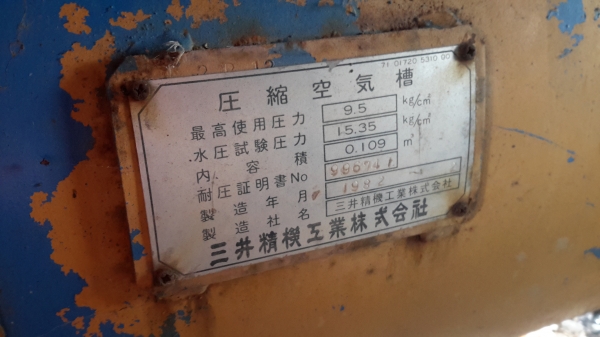 圧縮空気槽
最高使用圧力 9.5 kg/cm²
水圧試験圧力 15.35 kg/cm²
内容積 0.109 m³
耐圧証明書No
製造年月
製造社名 三井精機工業株式会社
三井精機工業株式会社